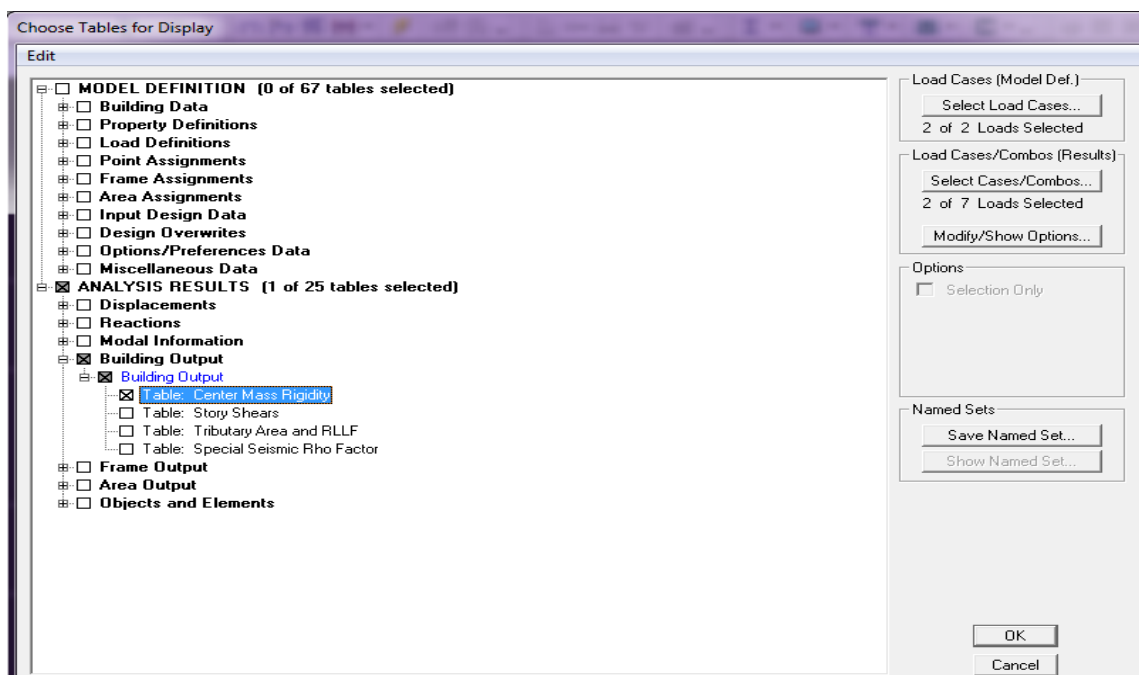 Choose Tables for Display
Edit
MODEL DEFINITION (0 of 67 tables selected)
Building Data
Property Definitions
Load Definitions
Point Assignments
Frame Assignments
Area Assignments
Input Design Data
Design Overwrites
Options/Preferences Data
Miscellaneous Data
ANALYSIS RESULTS (1 of 25 tables selected)
Displacements
Reactions
Modal Information
Building Output
Building Output
Table: Center Mass Rigidity
Table: Story Shears
Table: Tributary Area and RLLF
Table: Special Seismic Rho Factor
Frame Output
Area Output
Objects and Elements
Load Cases (Model Def.)
Select Load Cases...
2 of 2 Loads Selected
Load Cases/Combos (Results)
Select Cases/Combos...
2 of 7 Loads Selected
Modify/Show Options...
Options
Selection Only
Named Sets
Save Named Set...
Show Named Set...
OK
Cancel